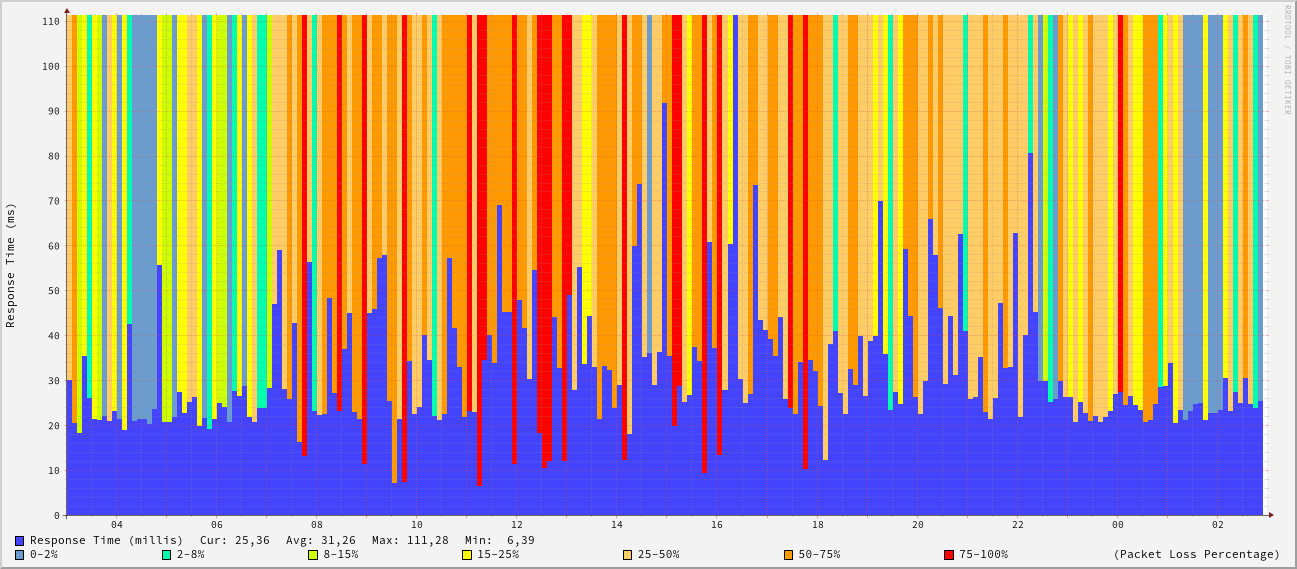 RRDTOOL / TOBI OETIKER
Response Time (ms)
110
100
90
80
70
60
50
40
30
20
10
0
04 06 08 10 12 14 16 18 20 22 00 02
Response Time (millis) Cur: 25,36 Avg: 31,26 Max: 111,28 Min: 6,39
0-2% 2-8% 8-15% 15-25% 25-50% 50-75% 75-100% (Packet Loss Percentage)